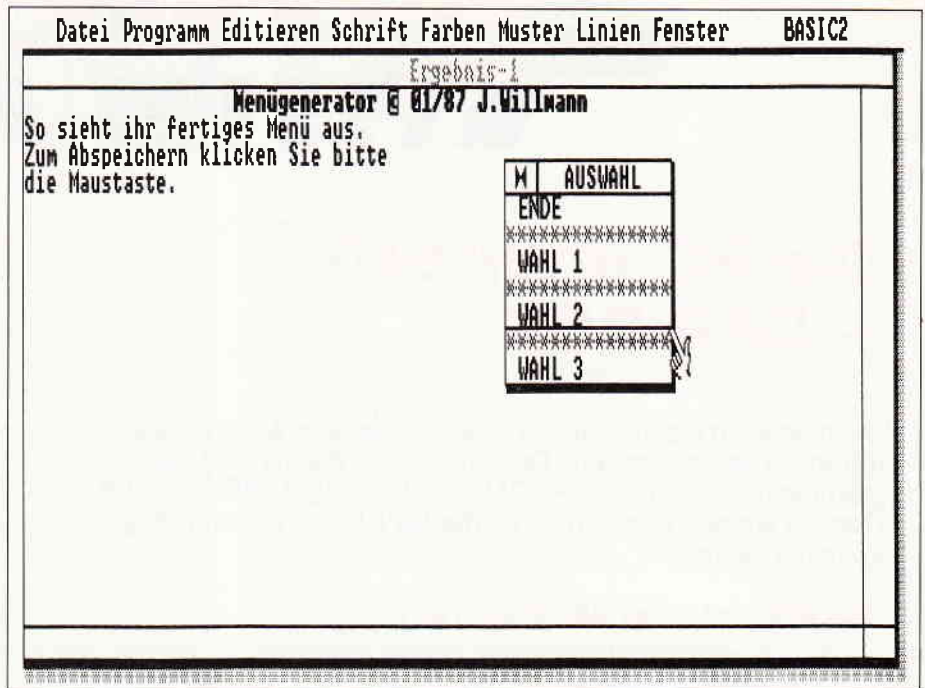 Datei Programm Editieren Schrift Farben Muster Linien Fenster BASIC2
Ergebnis-1
Menügenerator @ 01/87 J.Willmann
So sieht ihr fertiges Menü aus.
Zum Abspeichern klicken Sie bitte
die Maustaste.
AUSWAHL
ENDE
******************
WAHL 1
******************
WAHL 2
******************
WAHL 3